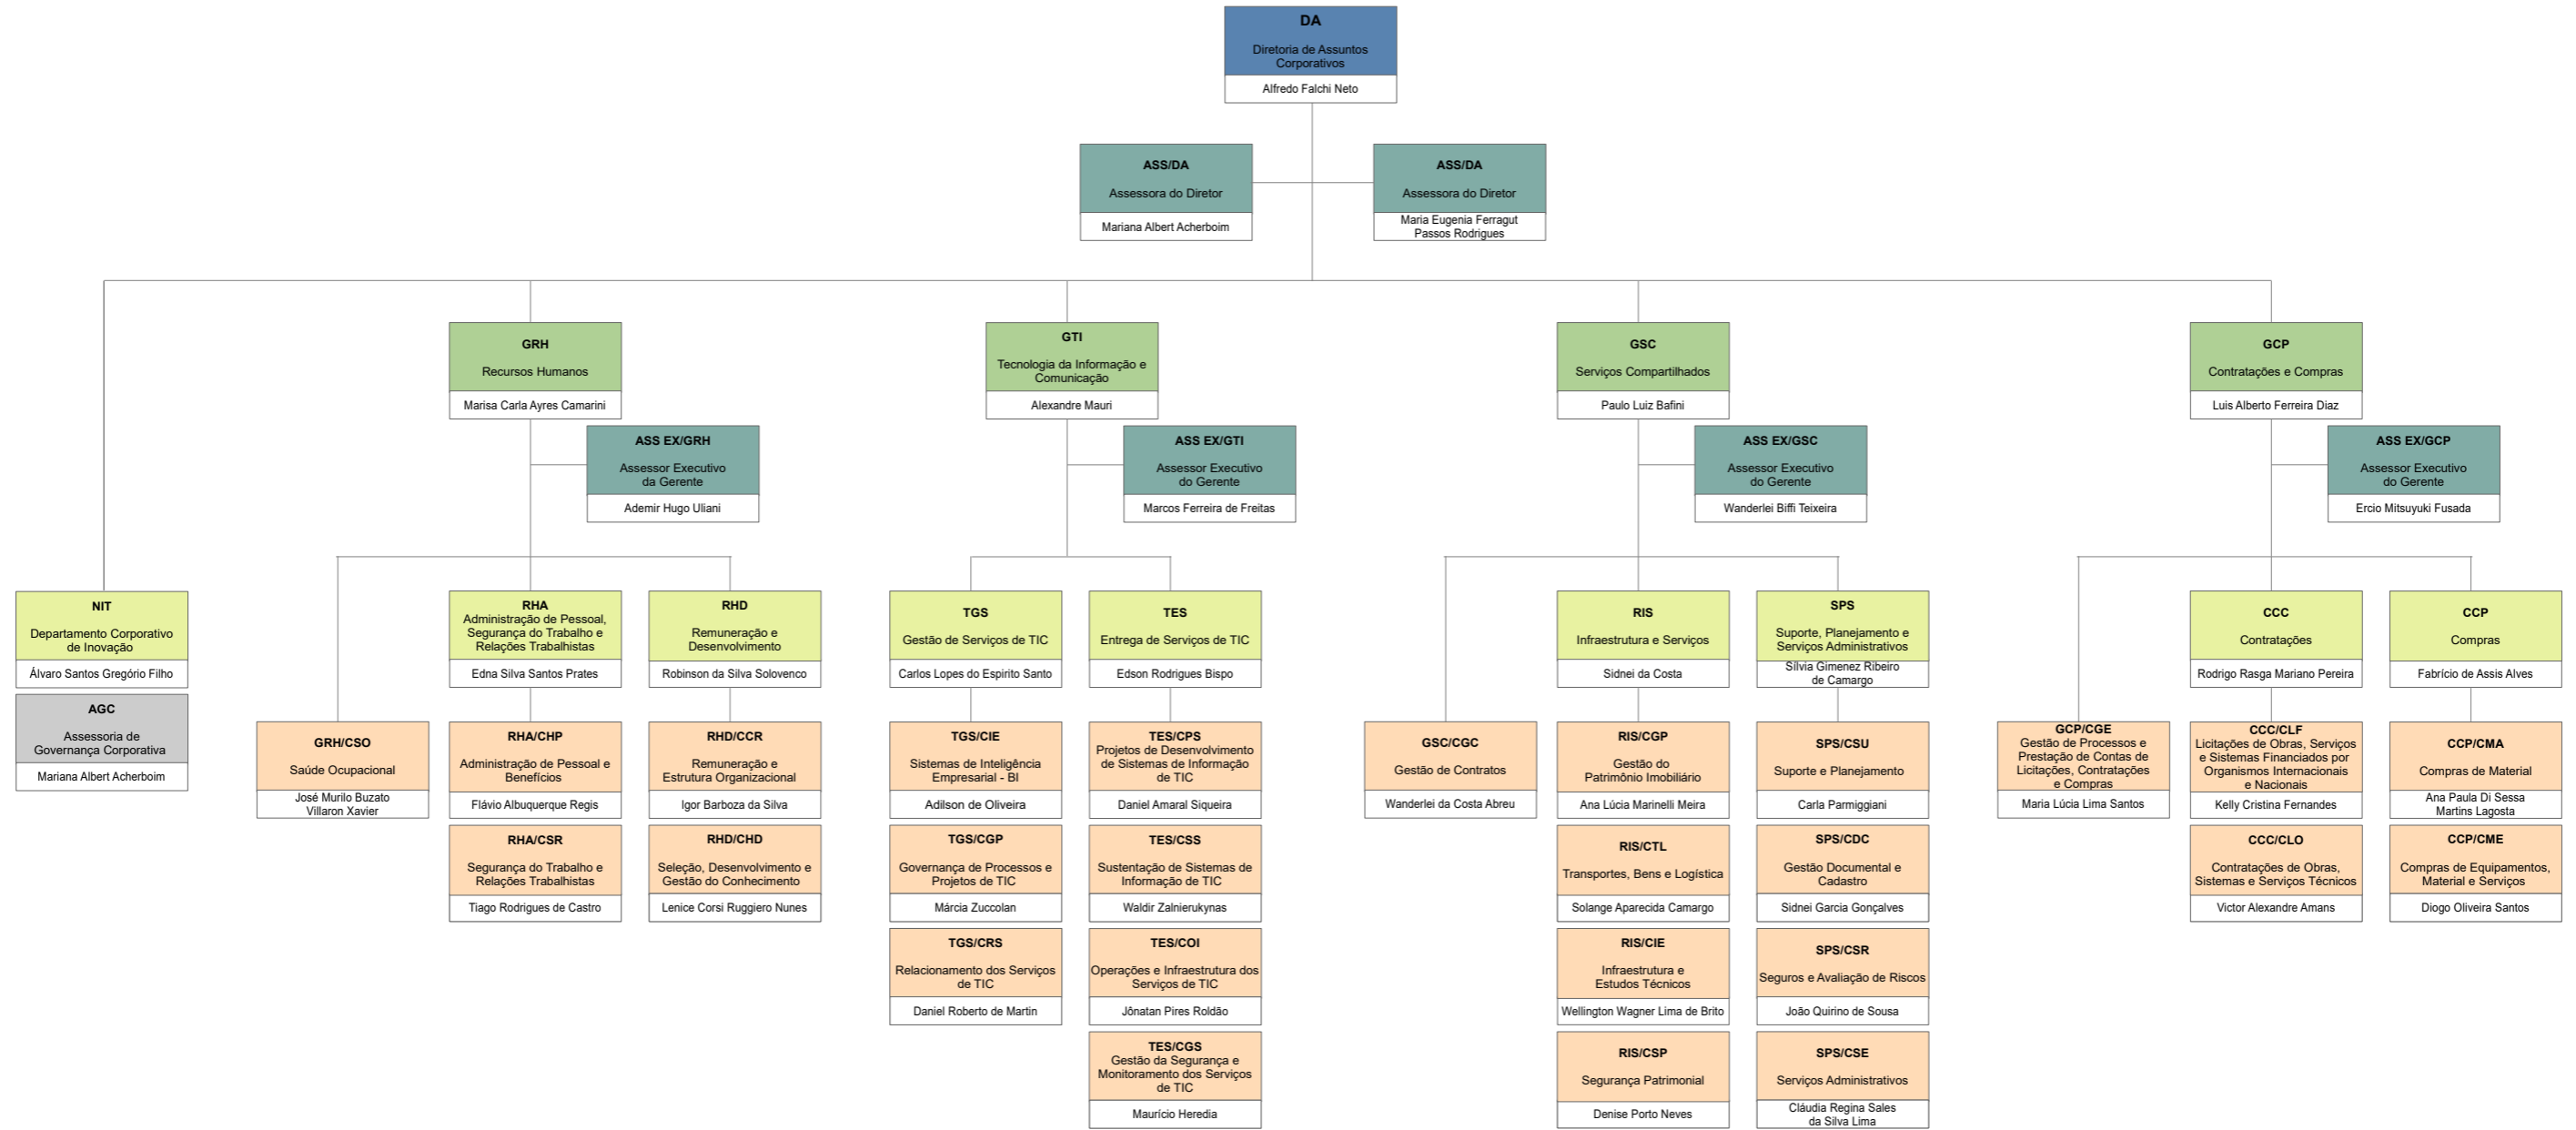 DA
Diretoria de Assuntos
Corporativos
Alfredo Falchi Neto
ASS/DA
Assessora do Diretor
Mariana Albert Acherboim
ASS/DA
Assessora do Diretor
Maria Eugenia Ferragut
Passos Rodrigues
GRH
Recursos Humanos
Marisa Carla Ayres Camarini
GTI
Tecnologia da Informação e
Comunicação
Alexandre Mauri
GSC
Serviços Compartilhados
Paulo Luiz Bafini
GCP
Contratações e Compras
Luis Alberto Ferreira Diaz
ASS EX/GRH
Assessor Executivo
da Gerente
Ademir Hugo Uliani
ASS EX/GTI
Assessor Executivo
do Gerente
Marcos Ferreira de Freitas
ASS EX/GSC
Assessor Executivo
do Gerente
Wanderlei Biffi Teixeira
ASS EX/GCP
Assessor Executivo
do Gerente
Ercio Mitsuyuki Fusada
NIT
Departamento Corporativo
de Inovação
Álvaro Santos Gregório Filho
AGC
Assessoria de
Governança Corporativa
Mariana Albert Acherboim
GRH/CSO
Saúde Ocupacional
José Murilo Buzato
Villaron Xavier
RHA
Administração de Pessoal,
Segurança do Trabalho e
Relações Trabalhistas
Edna Silva Santos Prates
RHA/CHP
Administração de Pessoal e
Benefícios
Flávio Albuquerque Regis
RHA/CSR
Segurança do Trabalho e
Relações Trabalhistas
Tiago Rodrigues de Castro
RHD
Remuneração e
Desenvolvimento
Robinson da Silva Solovenco
RHD/CCR
Remuneração e
Estrutura Organizacional
Igor Barboza da Silva
RHD/CHD
Seleção, Desenvolvimento e
Gestão do Conhecimento
Lenice Corsi Ruggiero Nunes
TGS
Gestão de Serviços de TIC
Carlos Lopes do Espirito Santo
TGS/CIE
Sistemas de Inteligência
Empresarial - BI
Adilson de Oliveira
TGS/CGP
Governança de Processos e
Projetos de TIC
Márcia Zuccolan
TGS/CRS
Relacionamento dos Serviços
de TIC
Daniel Roberto de Martin
TES
Entrega de Serviços de TIC
Edson Rodrigues Bispo
TES/CPS
Projetos de Desenvolvimento
de Sistemas de Informação
de TIC
Daniel Amaral Siqueira
TES/CSS
Sustentação de Sistemas de
Informação de TIC
Waldir Zalnierukynas
TES/COI
Operações e Infraestrutura dos
Serviços de TIC
Jônatan Pires Roldão
TES/CGS
Gestão da Segurança e
Monitoramento dos Serviços
de TIC
Maurício Heredia
GSC/CGC
Gestão de Contratos
Wanderlei da Costa Abreu
RIS
Infraestrutura e Serviços
Sidnei da Costa
RIS/CGP
Gestão do
Patrimônio Imobiliário
Ana Lúcia Marinelli Meira
RIS/CTL
Transportes, Bens e Logística
Solange Aparecida Camargo
RIS/CIE
Infraestrutura e
Estudos Técnicos
Wellington Wagner Lima de Brito
RIS/CSP
Segurança Patrimonial
Denise Porto Neves
SPS
Suporte, Planejamento e
Serviços Administrativos
Sílvia Gimenez Ribeiro
de Camargo
SPS/CSU
Suporte e Planejamento
Carla Parmiggiani
SPS/CDC
Gestão Documental e
Cadastro
Sidnei Garcia Gonçalves
SPS/CSR
Seguros e Avaliação de Riscos
João Quirino de Sousa
SPS/CSE
Serviços Administrativos
Cláudia Regina Sales
da Silva Lima
GCP/CGE
Gestão de Processos e
Prestação de Contas de
Licitações, Contratações
e Compras
Maria Lúcia Lima Santos
CCC
Contratações
Rodrigo Rasga Mariano Pereira
CCC/CLF
Licitações de Obras, Serviços
e Sistemas Financiados por
Organismos Internacionais
e Nacionais
Kelly Cristina Fernandes
CCC/CLO
Contratações de Obras,
Sistemas e Serviços Técnicos
Victor Alexandre Amans
CCP
Compras
Fabrício de Assis Alves
CCP/CMA
Compras de Material
Ana Paula Di Sessa
Martins Lagosta
CCP/CME
Compras de Equipamentos,
Material e Serviços
Diogo Oliveira Santos